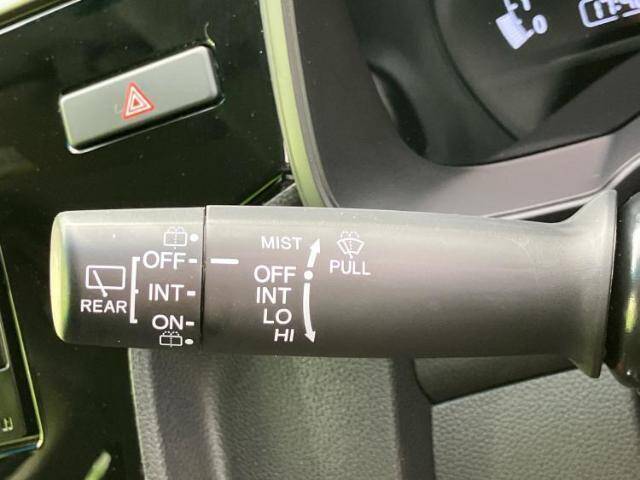 MIST
PULL
OFF
INT
LO
HI
REAR
OFF
INT
ON